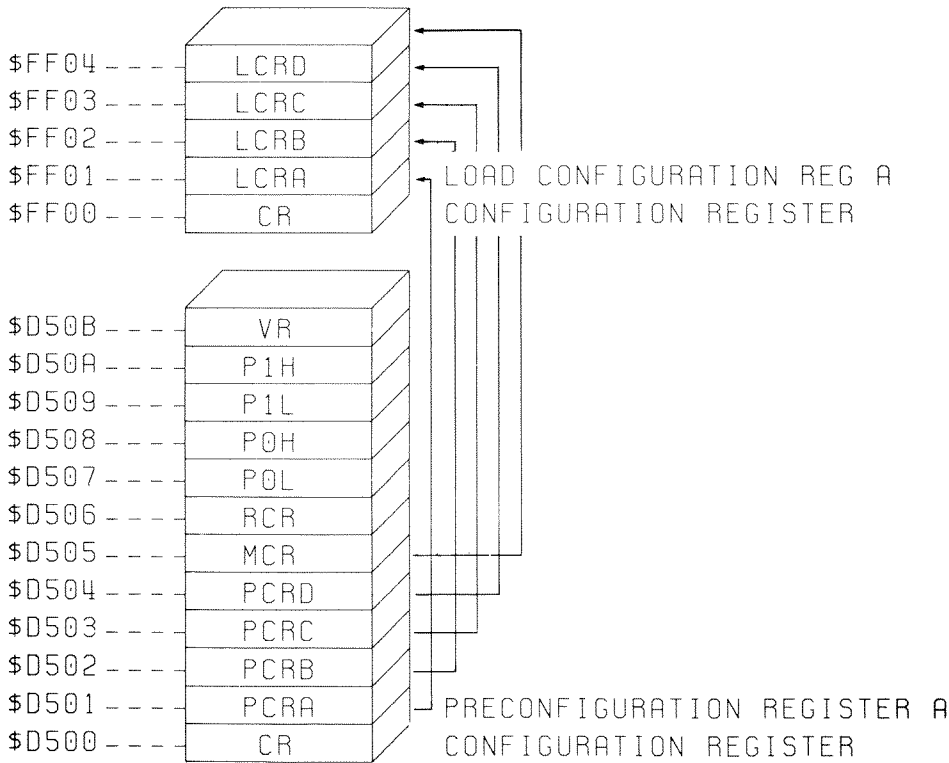 $FF04 ---- LCRD
$FF03 ---- LCRC
$FF02 ---- LCRB
$FF01 ---- LCRA LOAD CONFIGURATION REG A
$FF00 ---- CR CONFIGURATION REGISTER
$D50B ---- VR
$D50A ---- P1H
$D509 ---- P1L
$D508 ---- P0H
$D507 ---- P0L
$D506 ---- RCR
$D505 ---- MCR
$D504 ---- PCRD
$D503 ---- PCRC
$D502 ---- PCRB
$D501 ---- PCRA PRECONFIGURATION REGISTER A
$D500 ---- CR CONFIGURATION REGISTER